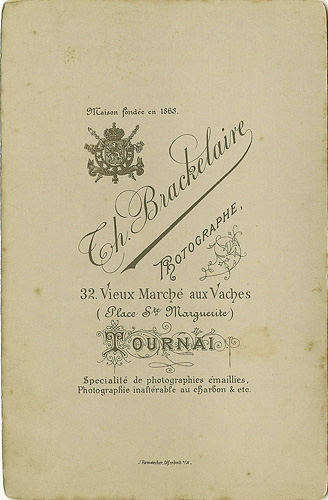 Maison fondée en 1863.
Th. Brackelaire
Photographe,
32. Vieux Marché aux Vaches
(Place Ste Marguerite)
Tournai
Spécialité de photographies émaillies,
Photographie inaltérable au charbon & etc.